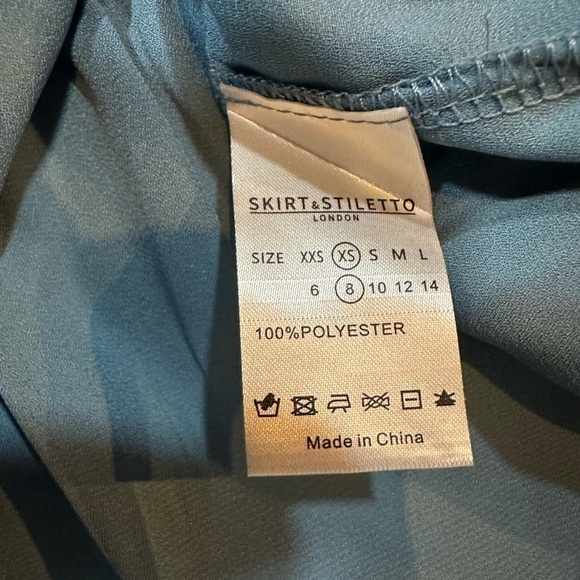 SKIRT&STILETTO
LONDON
SIZE XXS XS S M L
6 8 10 12 14
100%POLYESTER
Made in China